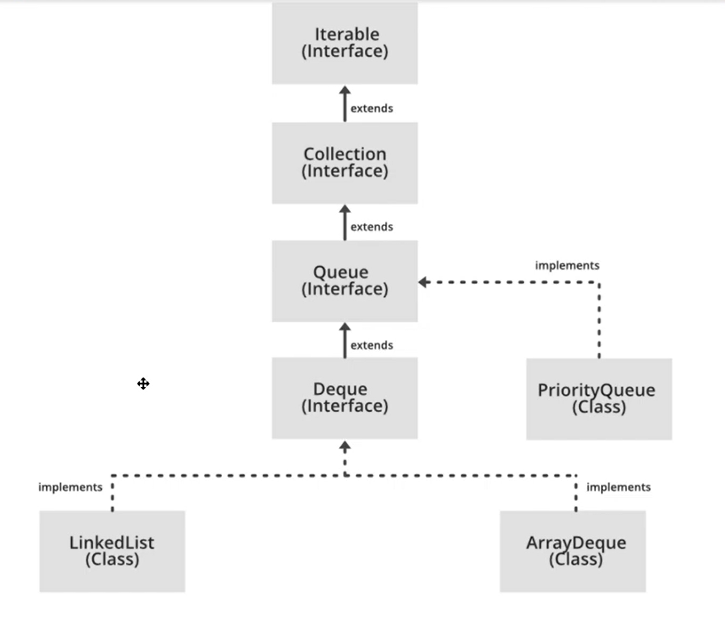 Iterable
(Interface)
extends
Collection
(Interface)
extends
Queue
(Interface)
implements
extends
Deque
(Interface)
PriorityQueue
(Class)
implements
implements
LinkedList
(Class)
ArrayDeque
(Class)